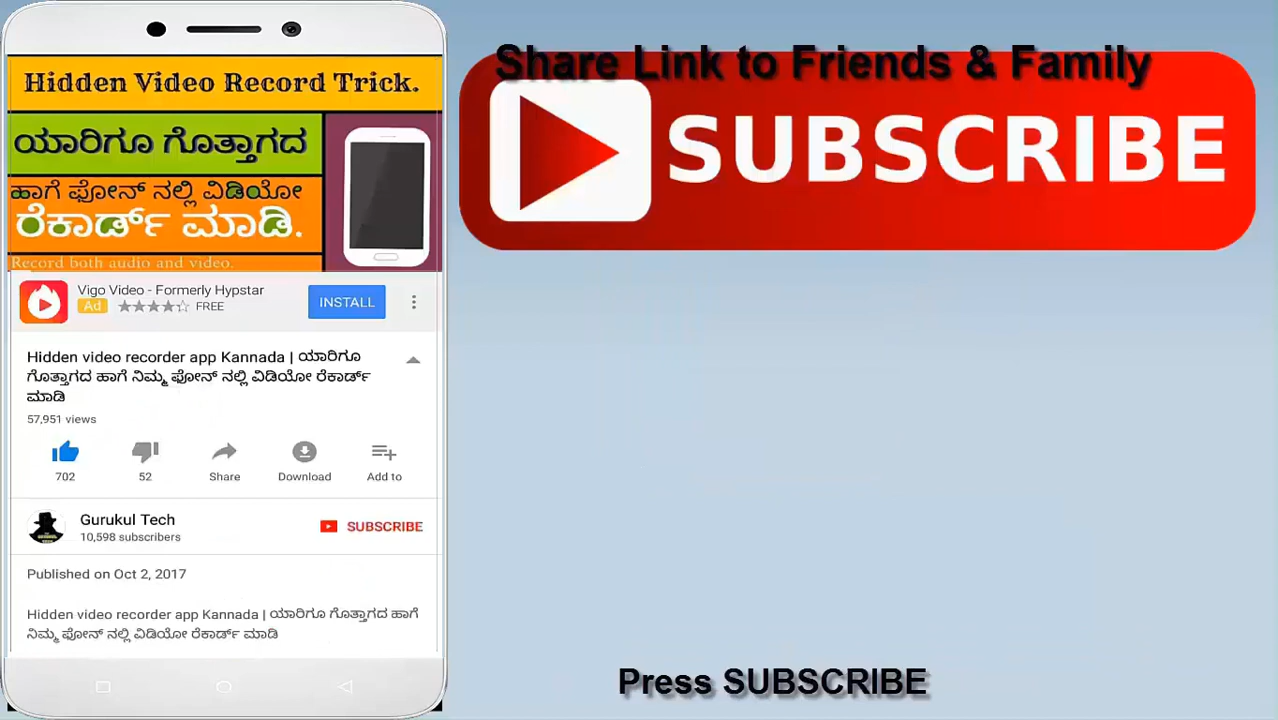 Hidden Video Record Trick.
ಯಾರಿಗೂ ಗೊತ್ತಾಗದ
ಹಾಗೆ ಫೋನ್ ನಲ್ಲಿ ವಿಡಿಯೋ
ರೆಕಾರ್ಡ್ ಮಾಡಿ.
Record both audio and video.
Vigo Video - Formerly Hypstar
Ad FREE
INSTALL
Hidden video recorder app Kannada | ಯಾರಿಗೂ
ಗೊತ್ತಾಗದ ಹಾಗೆ ನಿಮ್ಮ ಫೋನ್ ನಲ್ಲಿ ವಿಡಿಯೋ ರೆಕಾರ್ಡ್
ಮಾಡಿ
57,951 views
702 52 Share Download Add to
Gurukul Tech
10,598 subscribers
SUBSCRIBE
Published on Oct 2, 2017
Hidden video recorder app Kannada | ಯಾರಿಗೂ ಗೊತ್ತಾಗದ ಹಾಗೆ
ನಿಮ್ಮ ಫೋನ್ ನಲ್ಲಿ ವಿಡಿಯೋ ರೆಕಾರ್ಡ್ ಮಾಡಿ
Share Link to Friends & Family
SUBSCRIBE
Press SUBSCRIBE